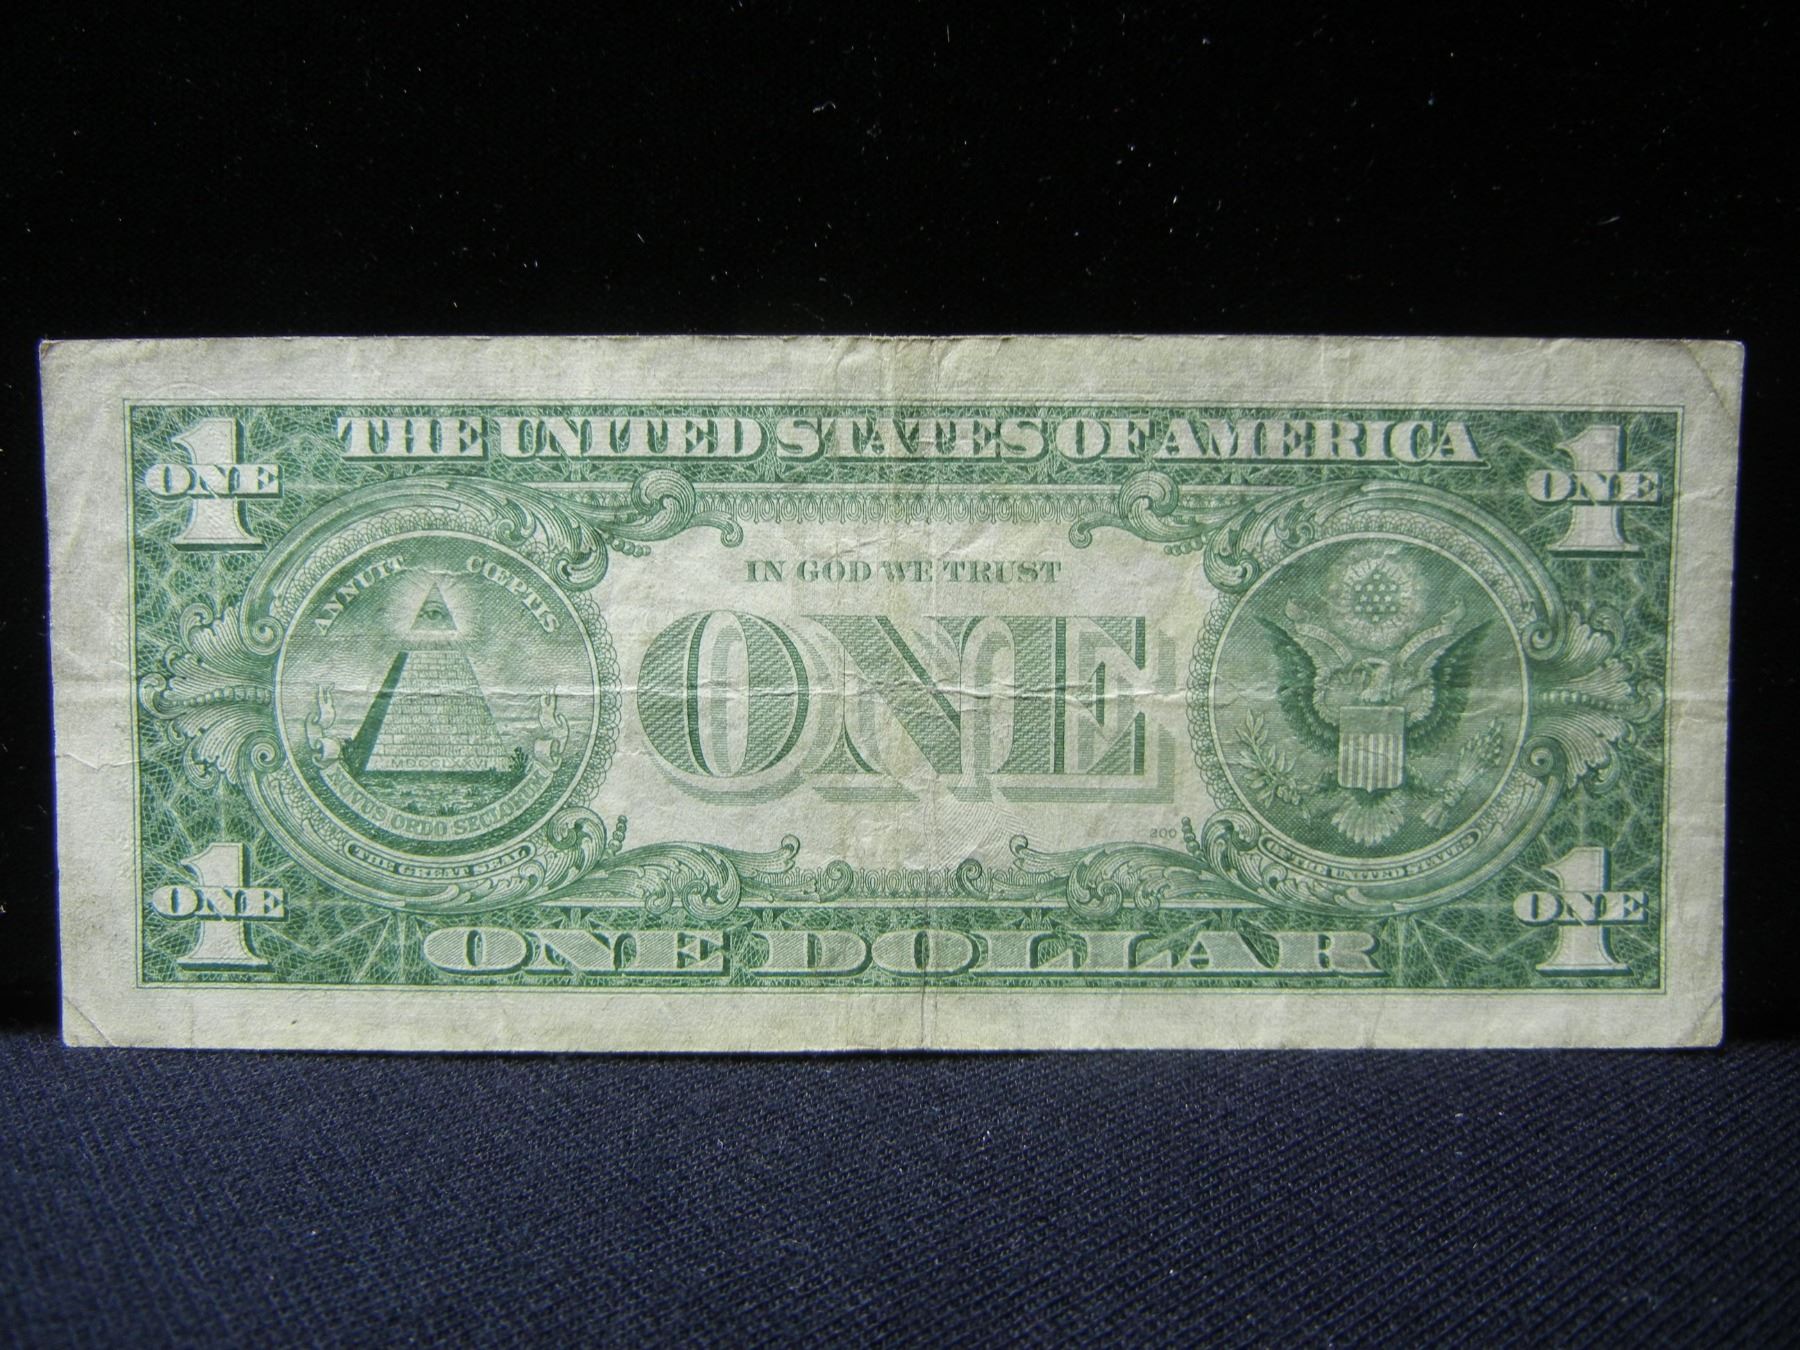 THE UNITED STATES OF AMERICA
1 ONE
1 ONE
IN GOD WE TRUST
ANNUIT CŒPTIS
ONE
MDCCLXXVI
NOVUS ORDO SECLORUM
THE GREAT SEAL
OF THE UNITED STATES
200
1 ONE
1 ONE
ONE DOLLAR